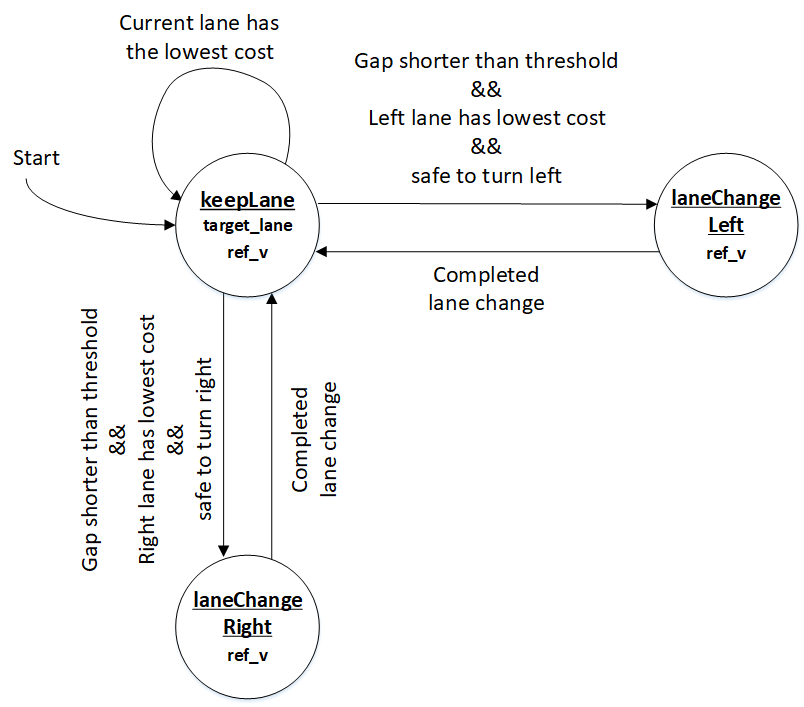 Current lane has
the lowest cost
Gap shorter than threshold
&&
Left lane has lowest cost
&&
safe to turn left
Start
keepLane
target_lane
ref_v
laneChange
Left
ref_v
Completed
lane change
Gap shorter than threshold
&&
Right lane has lowest cost
&&
safe to turn right
Completed
lane change
laneChange
Right
ref_v